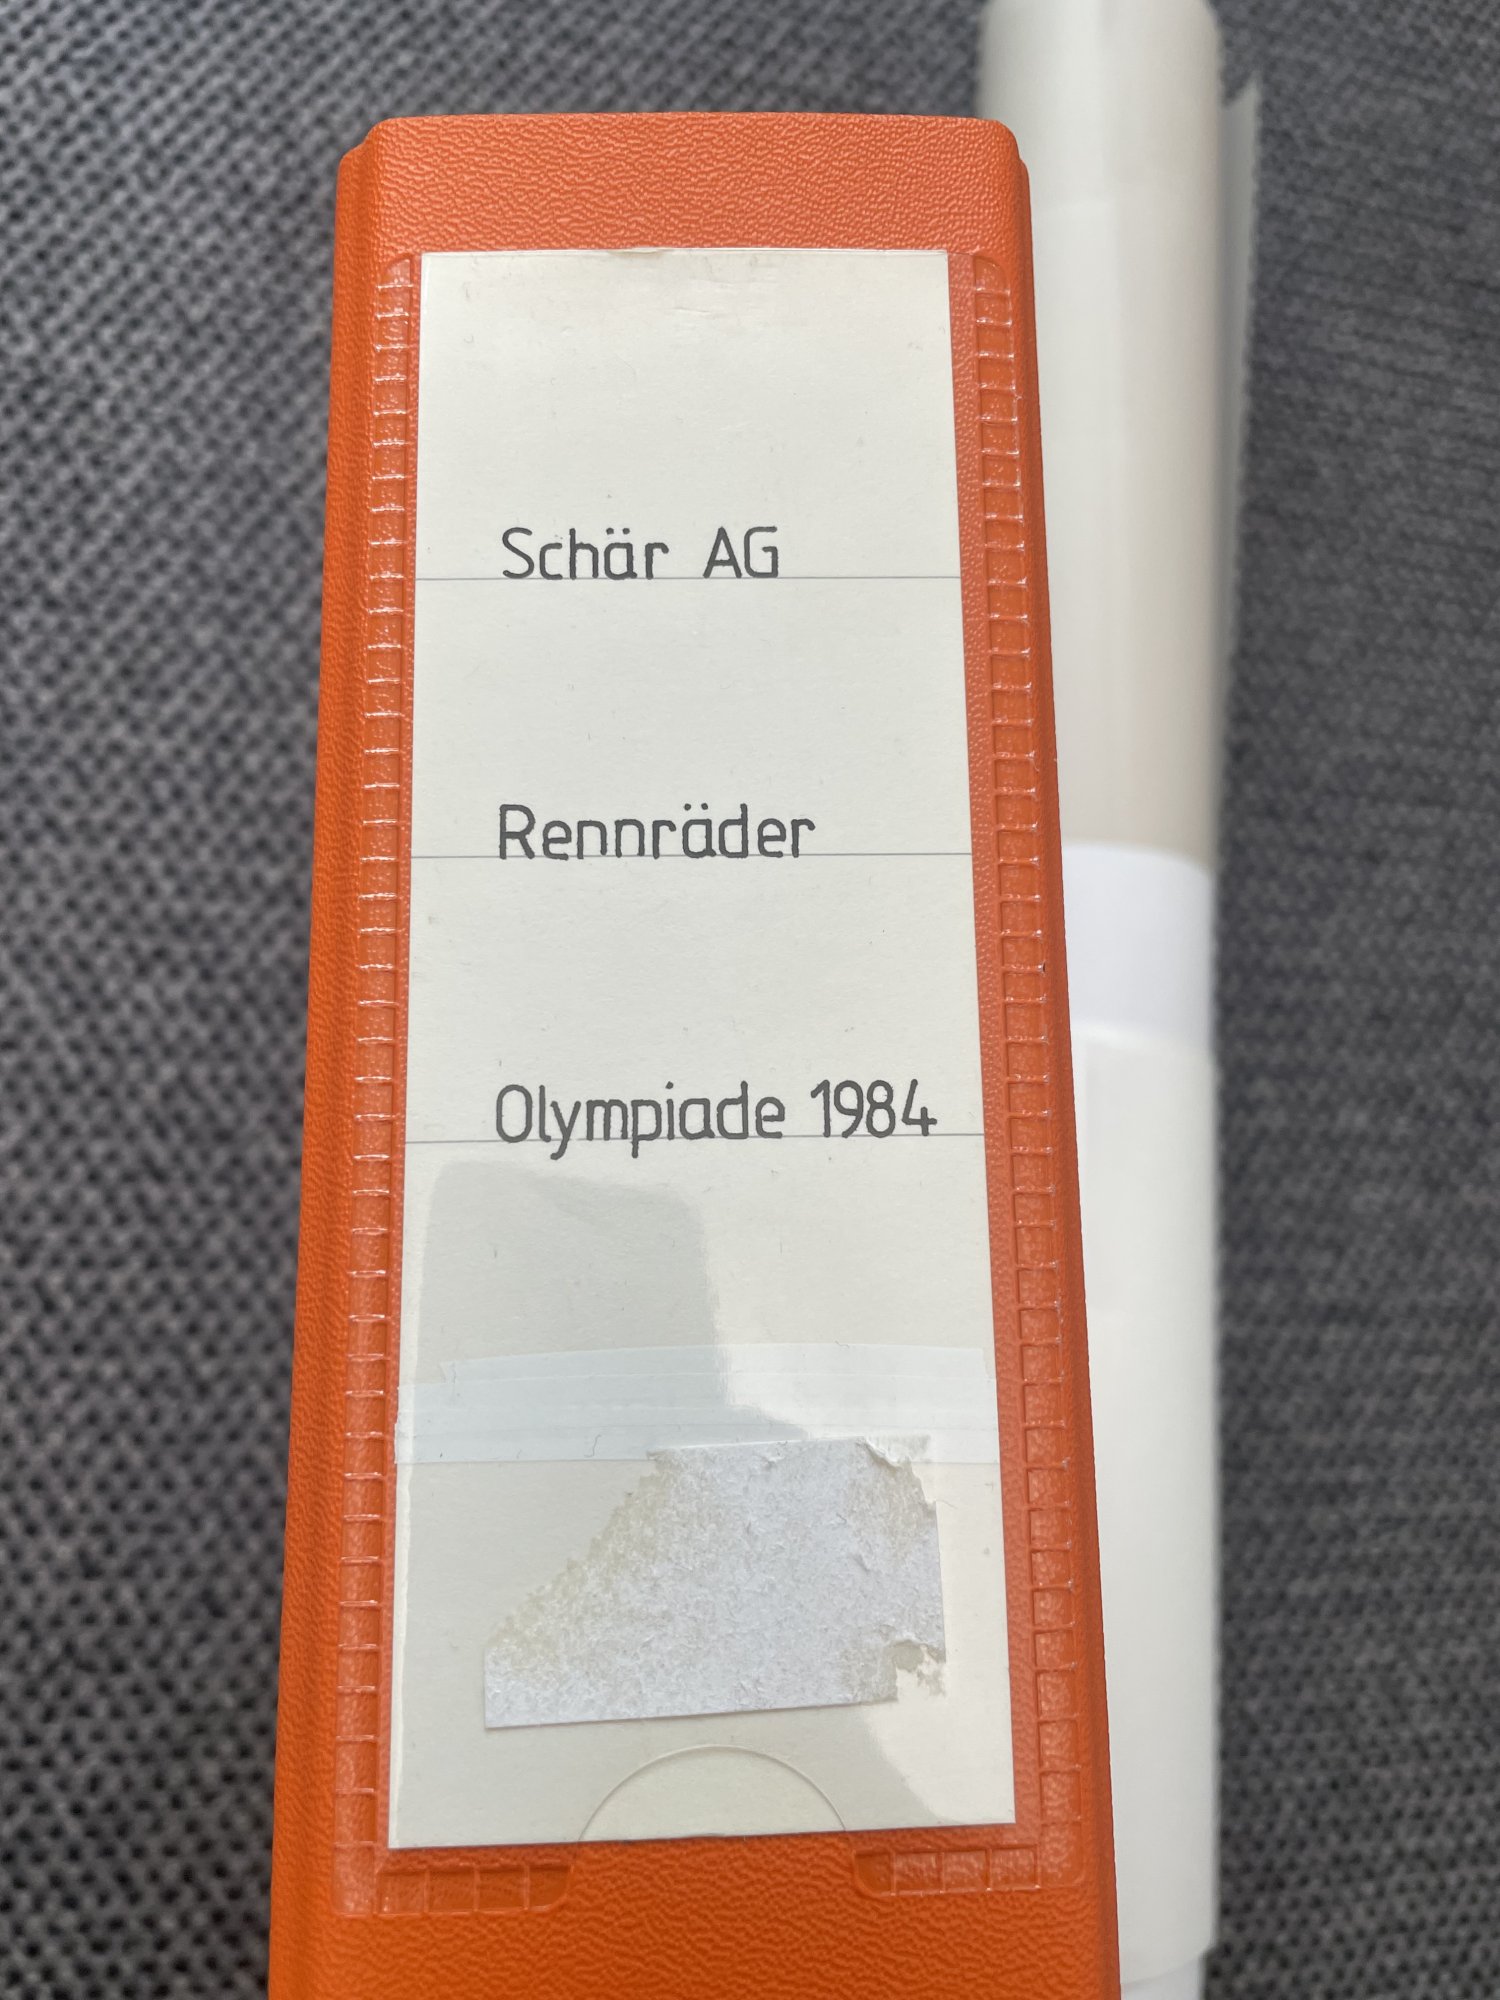 Schär AG
Rennräder
Olympiade 1984